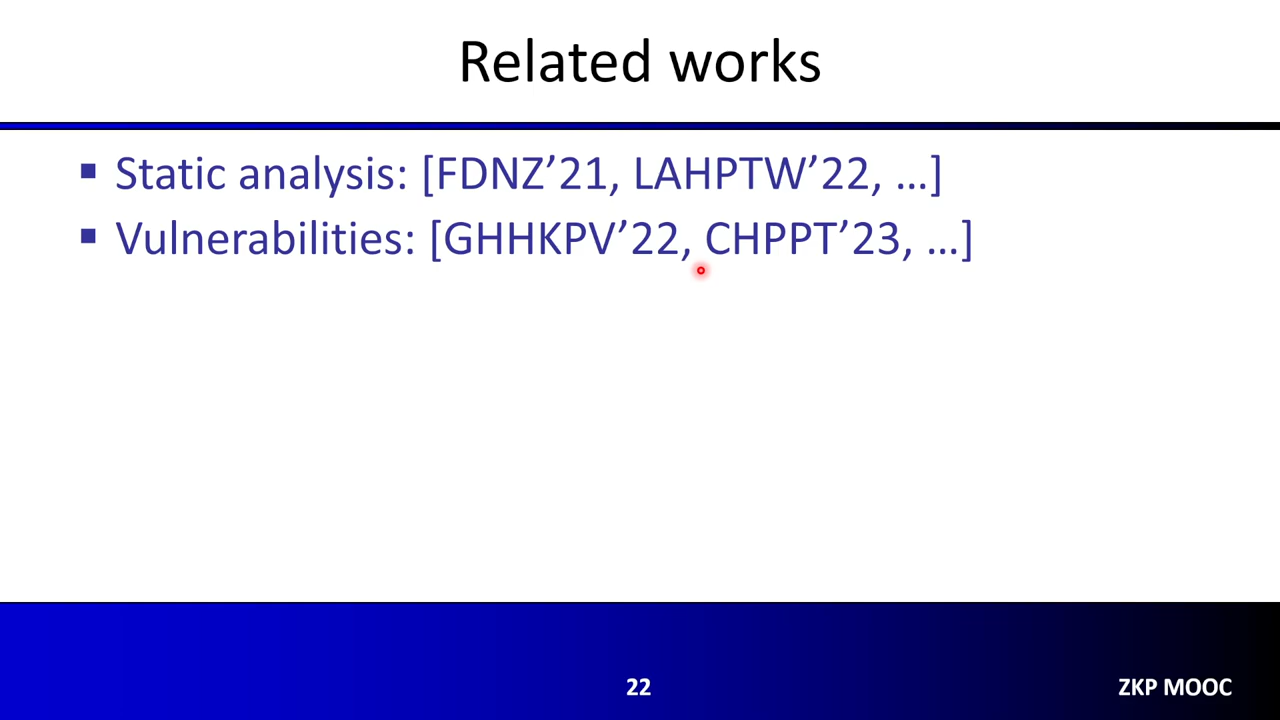 Related works
▪ Static analysis: [FDNZ’21, LAHPTW’22, …]
▪ Vulnerabilities: [GHHKPV’22, CHPPT’23, …]
22
ZKP MOOC